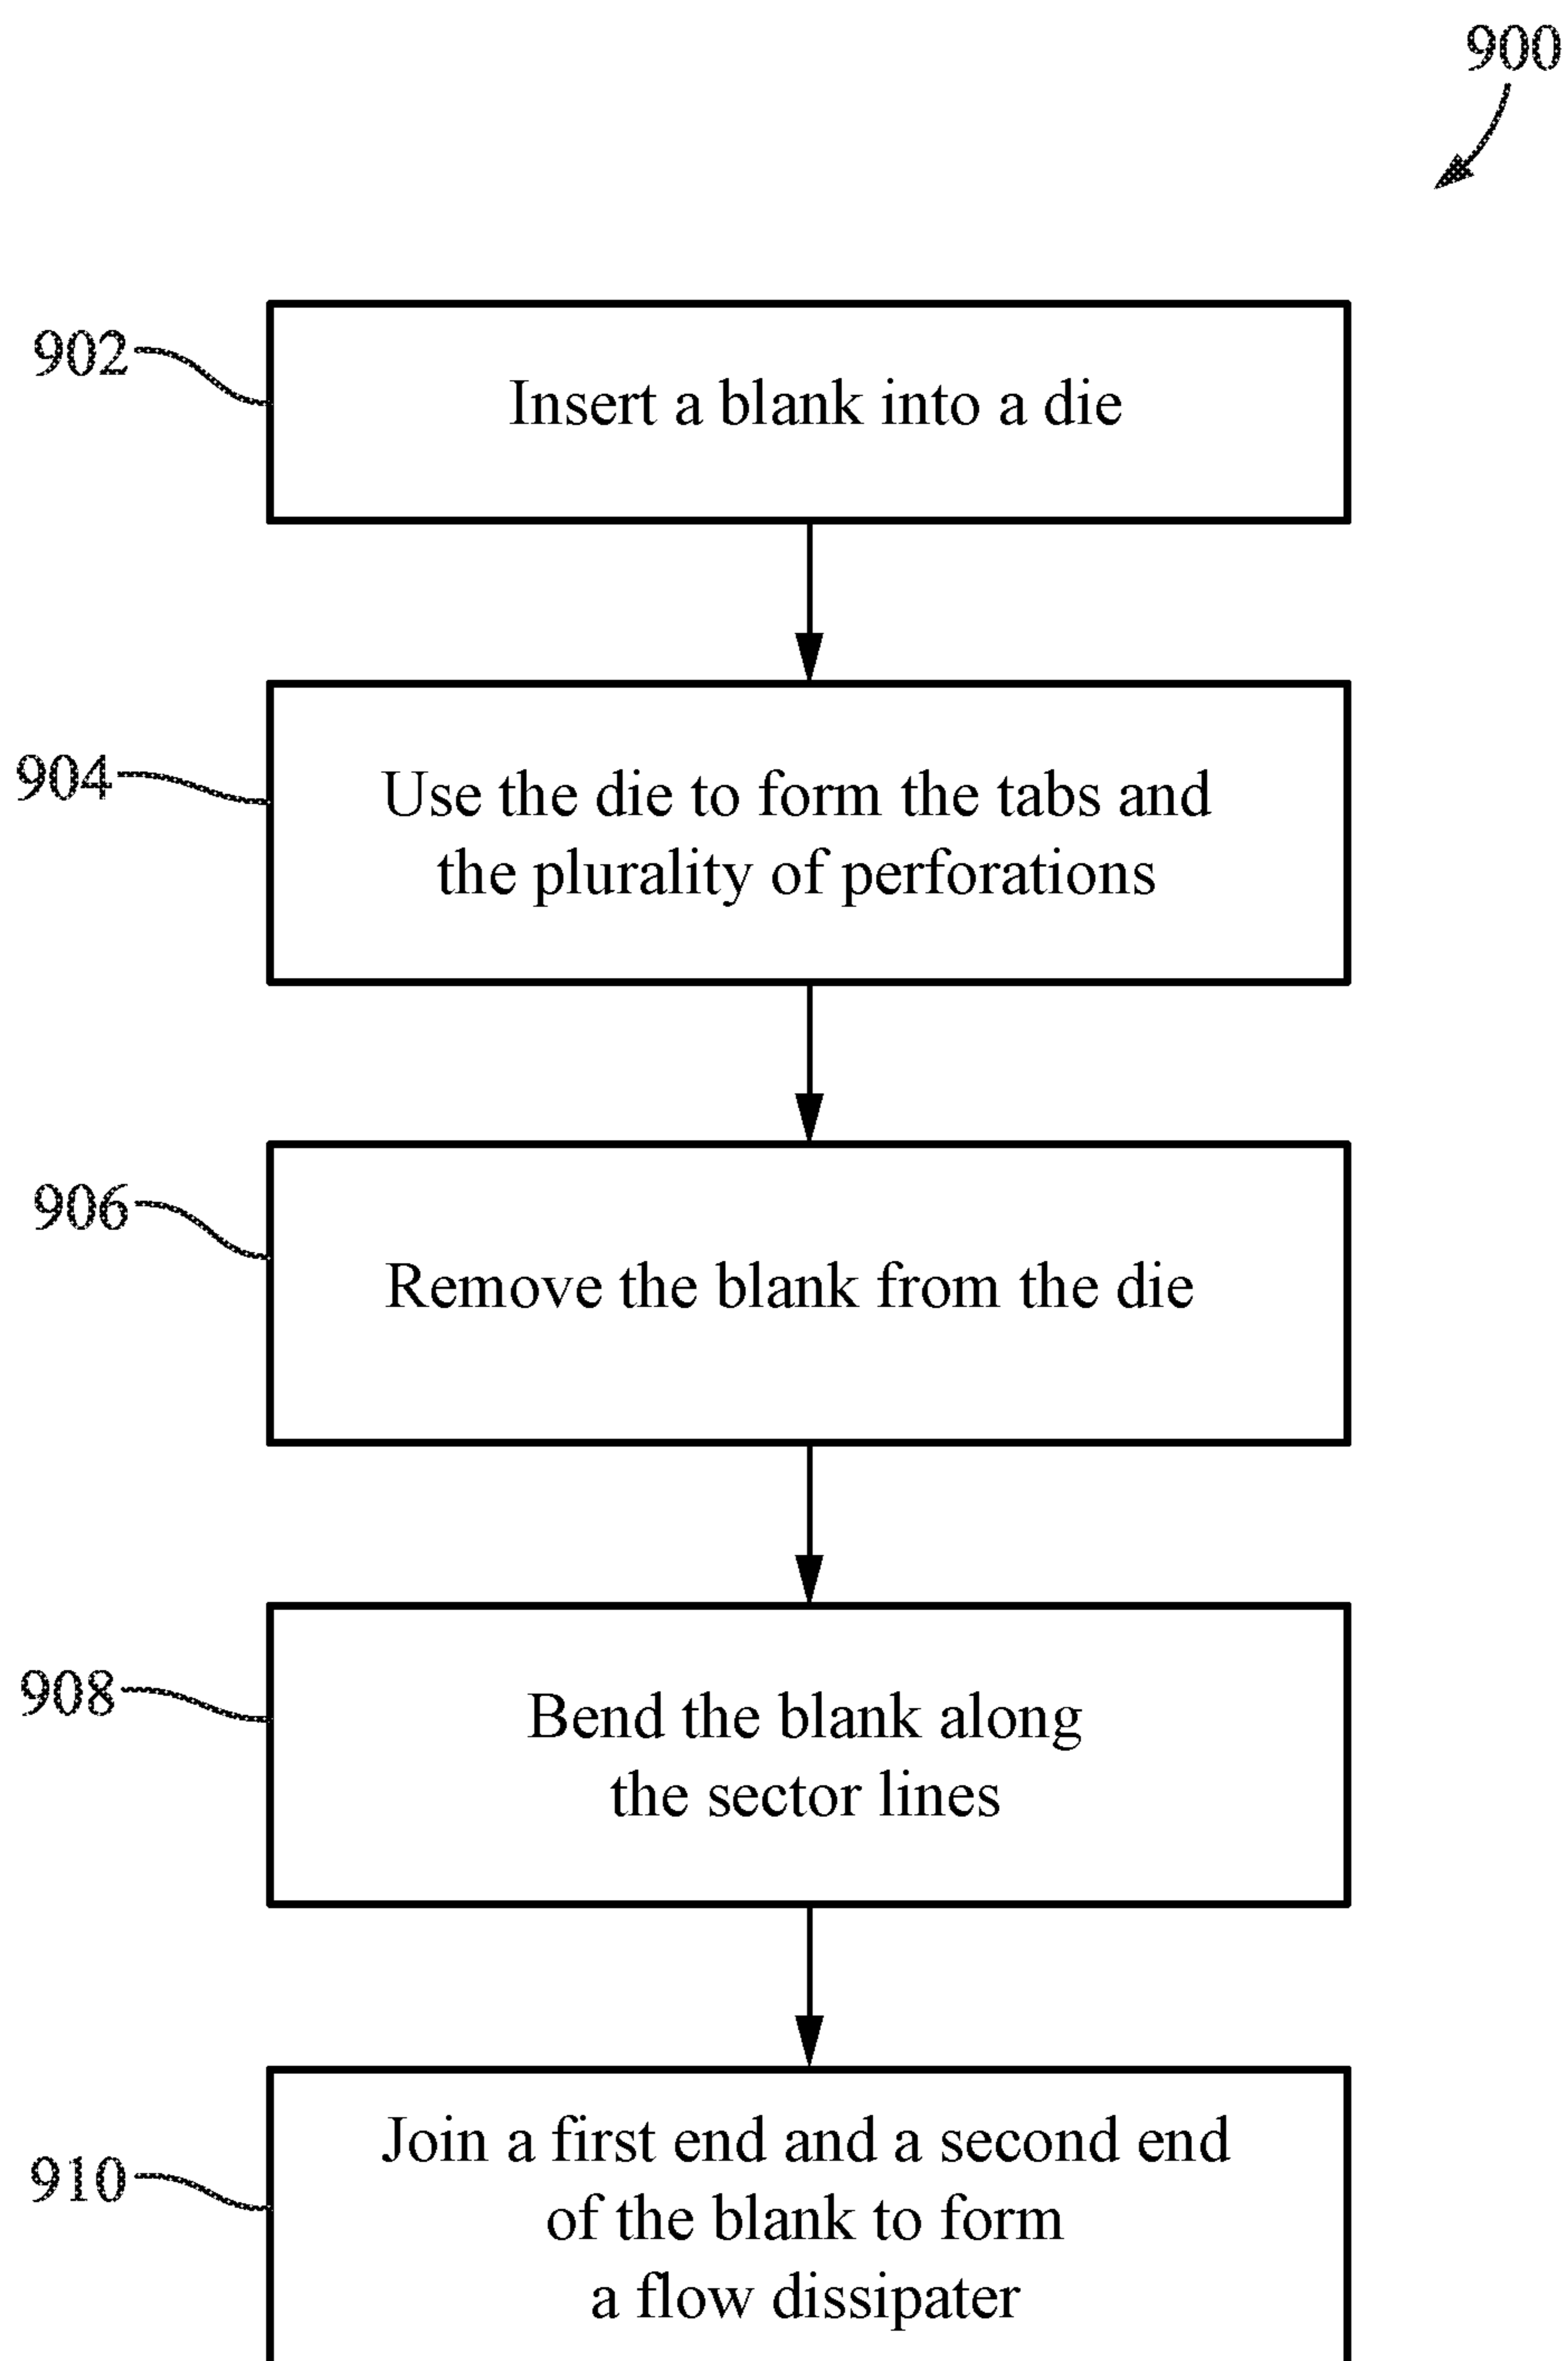 900
902
Insert a blank into a die
904
Use the die to form the tabs and
the plurality of perforations
906
Remove the blank from the die
908
Bend the blank along
the sector lines
910
Join a first end and a second end
of the blank to form
a flow dissipater